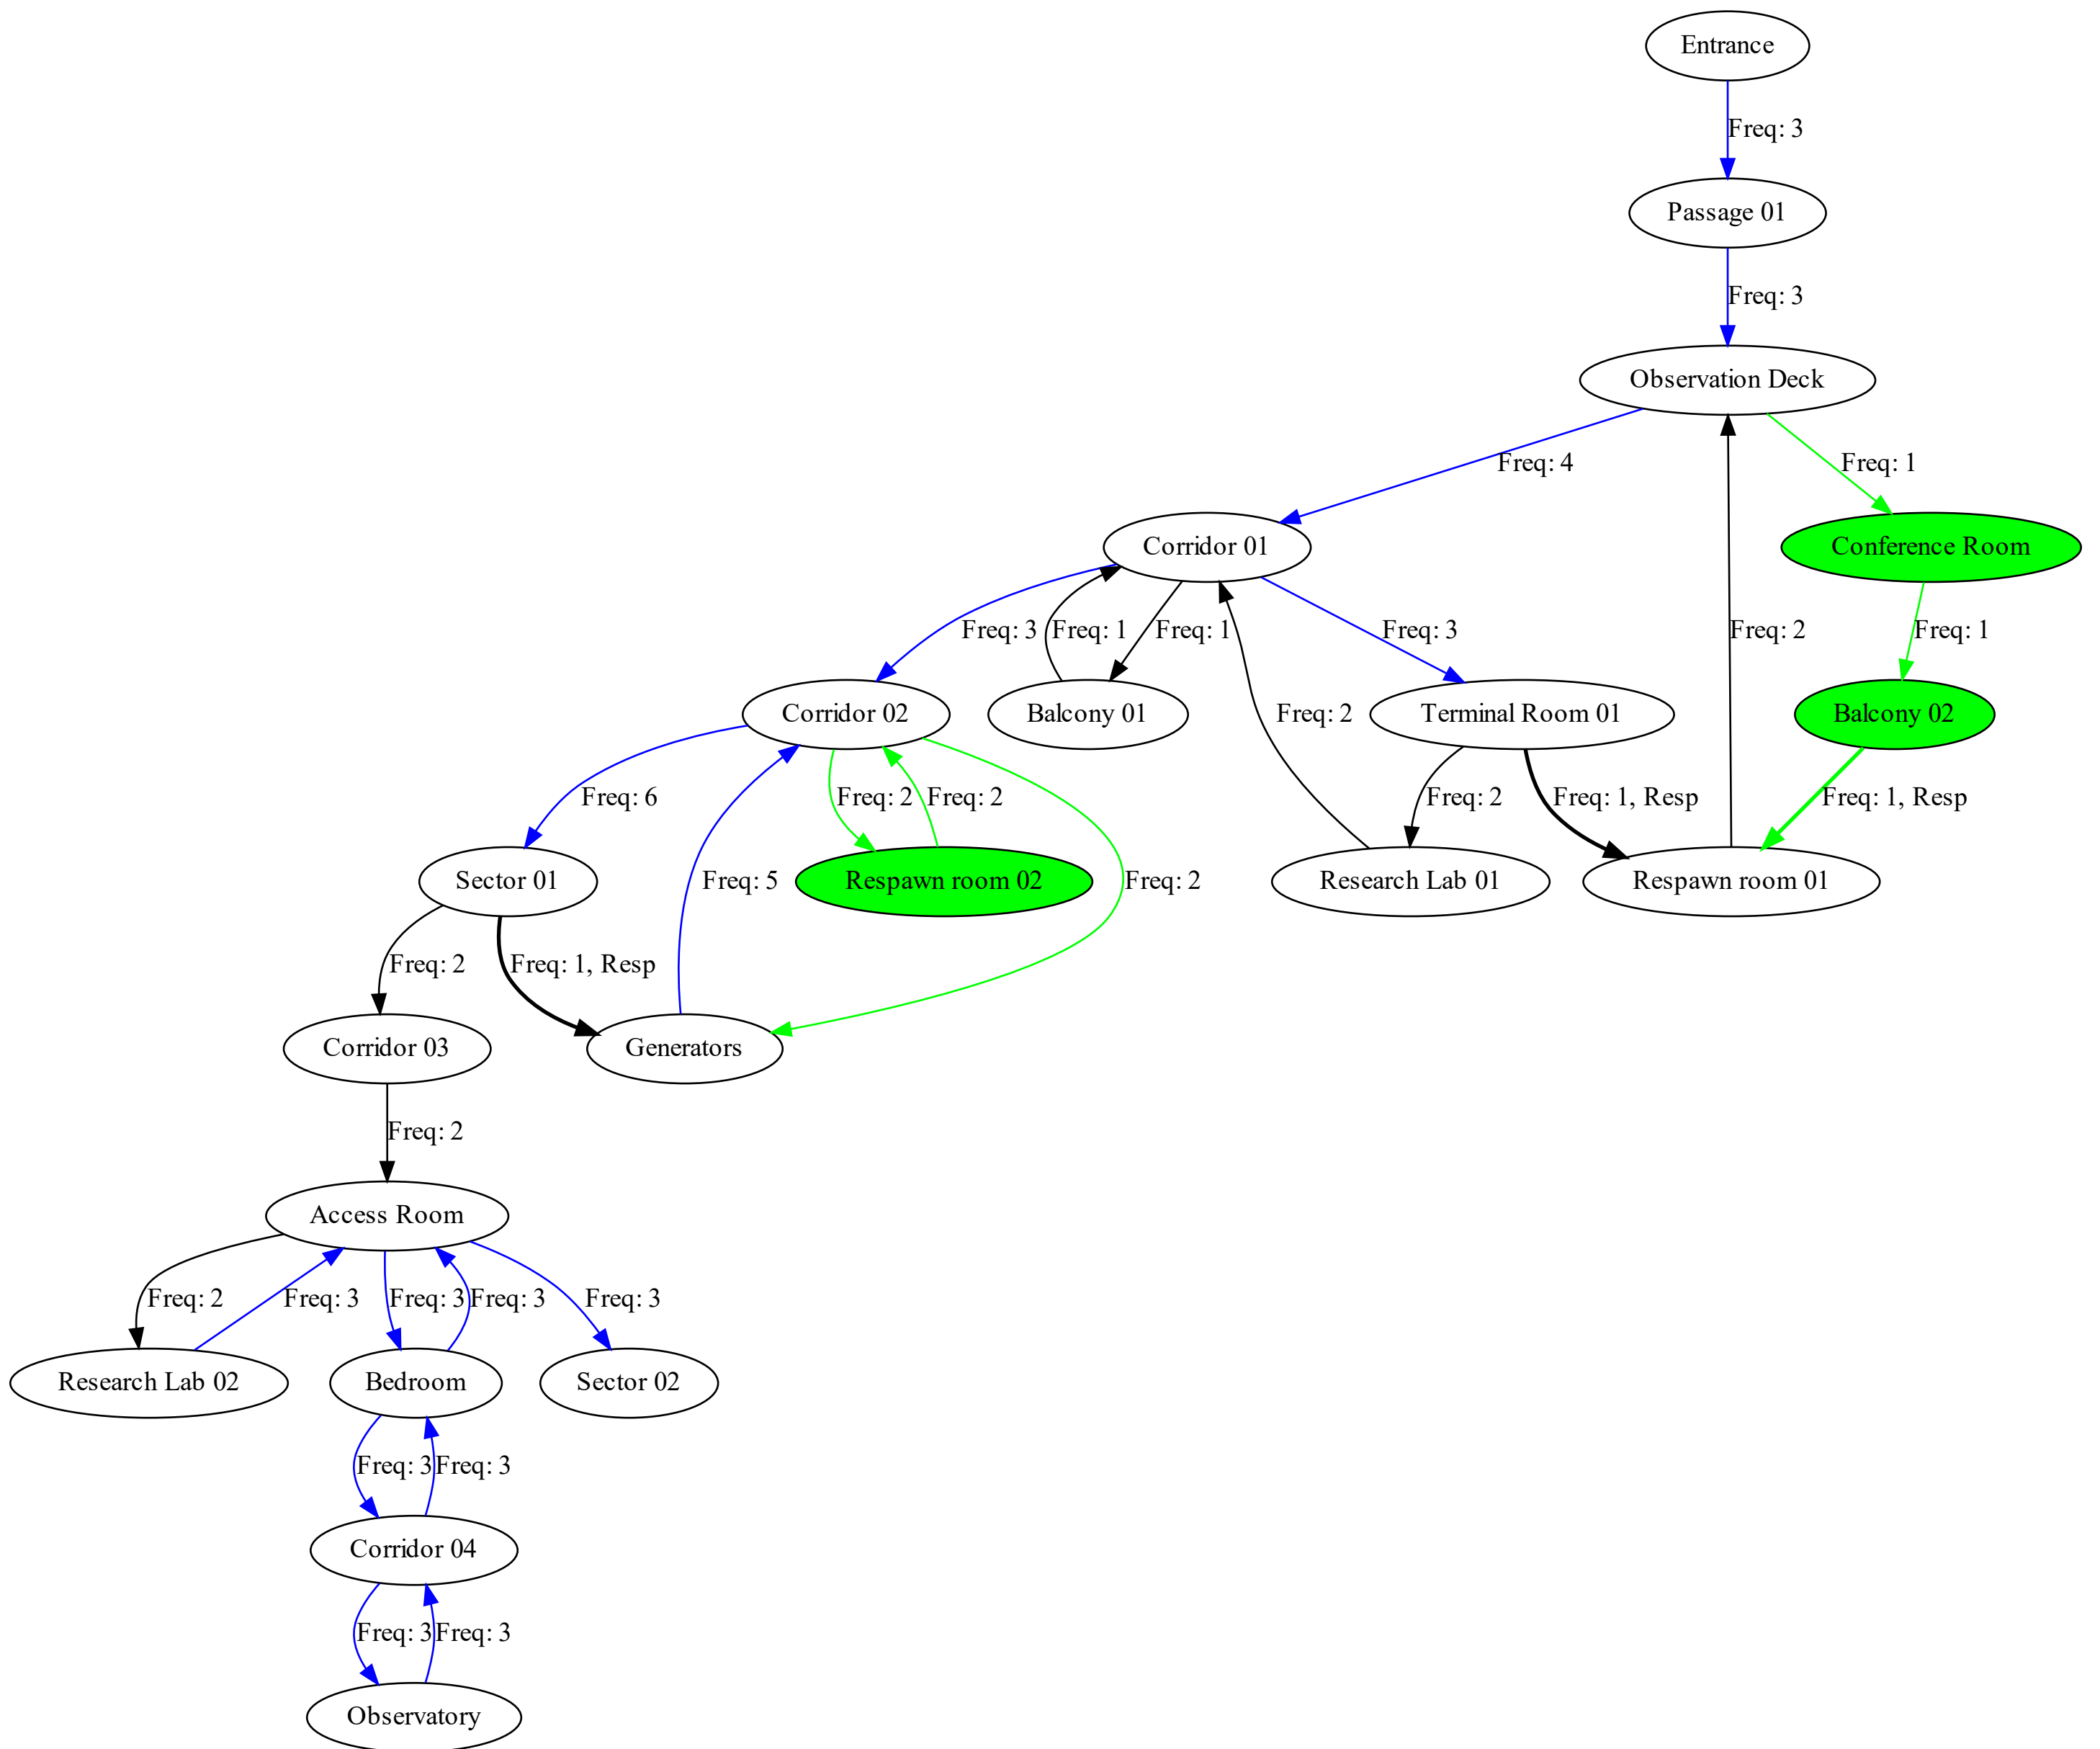 Entrance
Freq: 3
Passage 01
Freq: 3
Observation Deck
Freq: 4
Freq: 1
Corridor 01
Conference Room
Freq: 3
Freq: 1
Freq: 1
Freq: 3
Freq: 2
Freq: 1
Corridor 02
Balcony 01
Freq: 2
Terminal Room 01
Balcony 02
Freq: 6
Freq: 2
Freq: 2
Freq: 2
Freq: 1, Resp
Freq: 1, Resp
Sector 01
Freq: 5
Respawn room 02
Freq: 2
Research Lab 01
Respawn room 01
Freq: 2
Freq: 1, Resp
Corridor 03
Generators
Freq: 2
Access Room
Freq: 2
Freq: 3
Freq: 3
Freq: 3
Freq: 3
Research Lab 02
Bedroom
Sector 02
Freq: 3
Freq: 3
Corridor 04
Freq: 3
Freq: 3
Observatory